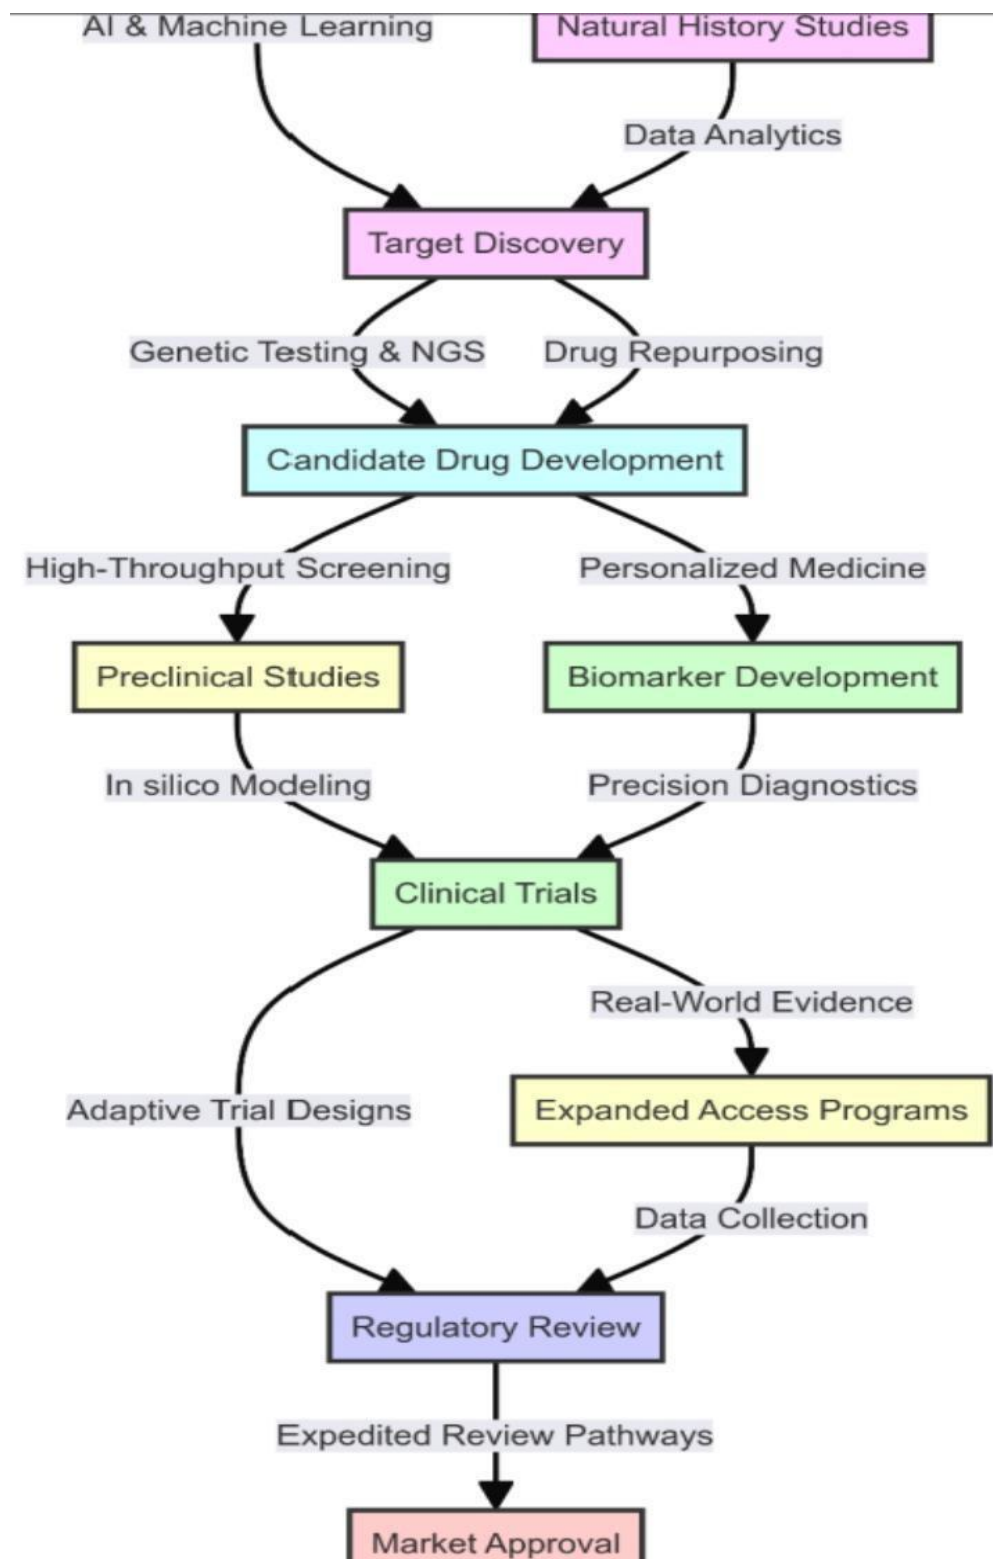 AI & Machine Learning
Natural History Studies
Data Analytics
Target Discovery
Genetic Testing & NGS
Drug Repurposing
Candidate Drug Development
High-Throughput Screening
Personalized Medicine
Preclinical Studies
Biomarker Development
In silico Modeling
Precision Diagnostics
Clinical Trials
Real-World Evidence
Expanded Access Programs
Adaptive Trial Designs
Data Collection
Regulatory Review
Expedited Review Pathways
Market Approval